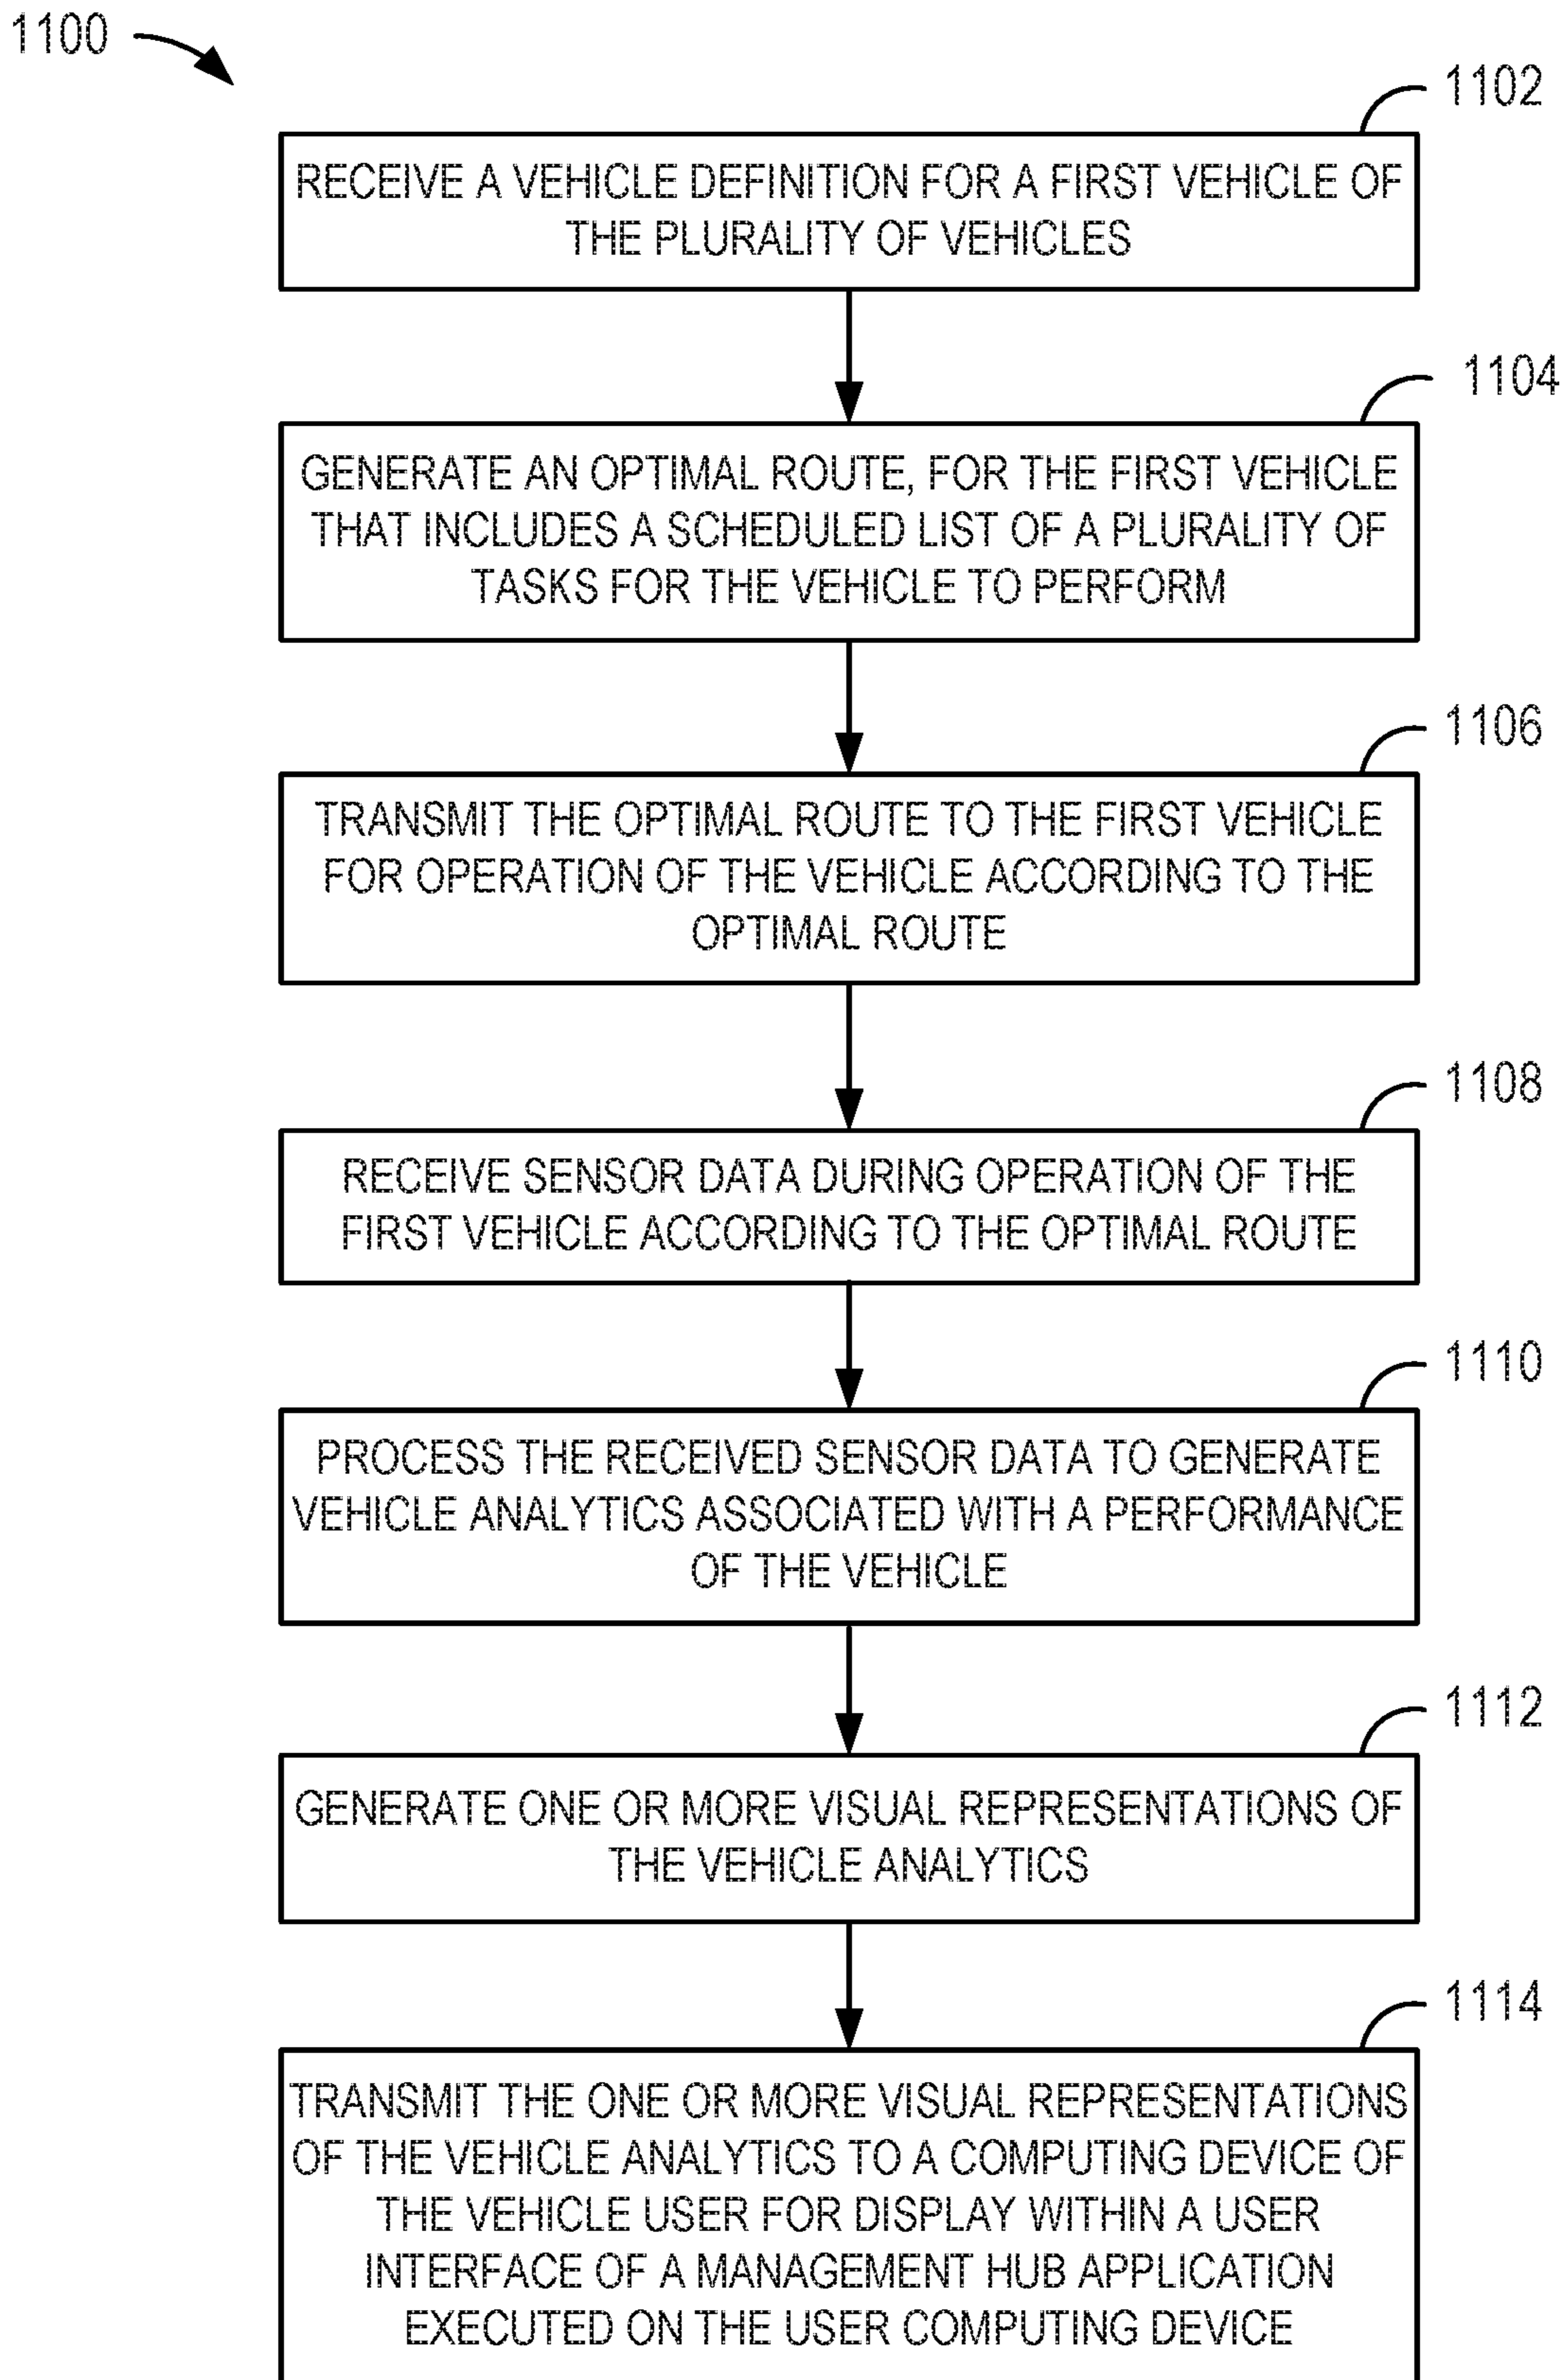 1100
1102
RECEIVE A VEHICLE DEFINITION FOR A FIRST VEHICLE OF
THE PLURALITY OF VEHICLES
1104
GENERATE AN OPTIMAL ROUTE, FOR THE FIRST VEHICLE
THAT INCLUDES A SCHEDULED LIST OF A PLURALITY OF
TASKS FOR THE VEHICLE TO PERFORM
1106
TRANSMIT THE OPTIMAL ROUTE TO THE FIRST VEHICLE
FOR OPERATION OF THE VEHICLE ACCORDING TO THE
OPTIMAL ROUTE
1108
RECEIVE SENSOR DATA DURING OPERATION OF THE
FIRST VEHICLE ACCORDING TO THE OPTIMAL ROUTE
1110
PROCESS THE RECEIVED SENSOR DATA TO GENERATE
VEHICLE ANALYTICS ASSOCIATED WITH A PERFORMANCE
OF THE VEHICLE
1112
GENERATE ONE OR MORE VISUAL REPRESENTATIONS OF
THE VEHICLE ANALYTICS
1114
TRANSMIT THE ONE OR MORE VISUAL REPRESENTATIONS
OF THE VEHICLE ANALYTICS TO A COMPUTING DEVICE OF
THE VEHICLE USER FOR DISPLAY WITHIN A USER
INTERFACE OF A MANAGEMENT HUB APPLICATION
EXECUTED ON THE USER COMPUTING DEVICE